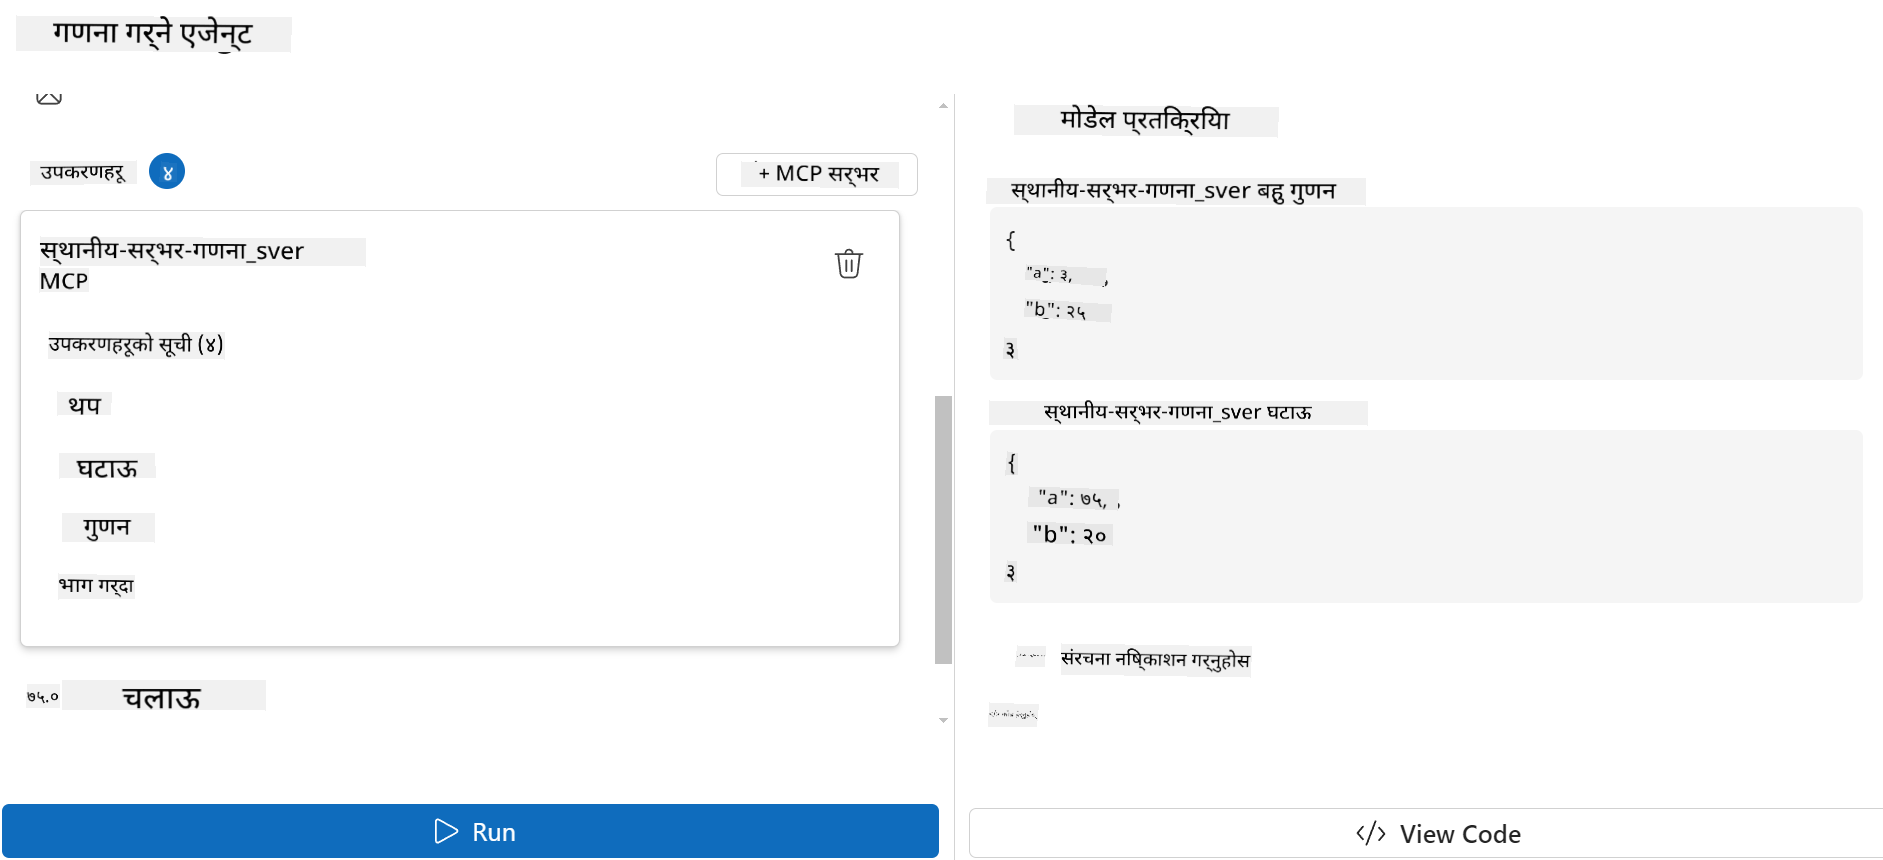 गणना गर्ने एजेन्ट
उपकरणहरू ४
+ MCP सर्भर
स्थानीय-सर्भर-गणना_sver
MCP
उपकरणहरूको सूची (४)
थप
घटाऊ
गुणन
भाग गर्दा
७५.० चलाऊ
Run
मोडेल प्रतिक्रिया
स्थानीय-सर्भर-गणना_sver बहु गुणन
{
"a": ३,
"b": २५
३
स्थानीय-सर्भर-गणना_sver घटाऊ
{
"a": ७५,
"b": २०
३
संरचना निष्काशन गर्नुहोस
View Code